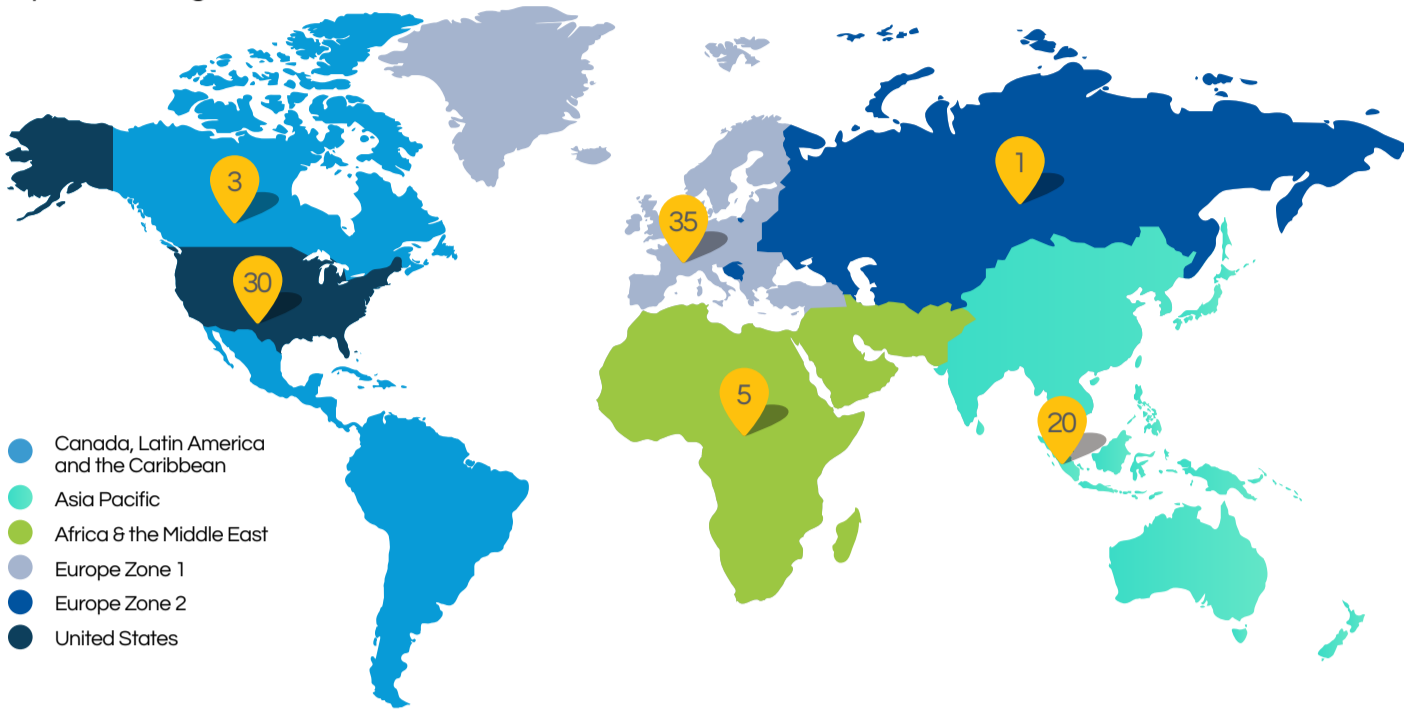 3
1
35
30
5
20
Canada, Latin America
and the Caribbean
Asia Pacific
Africa & the Middle East
Europe Zone 1
Europe Zone 2
United States